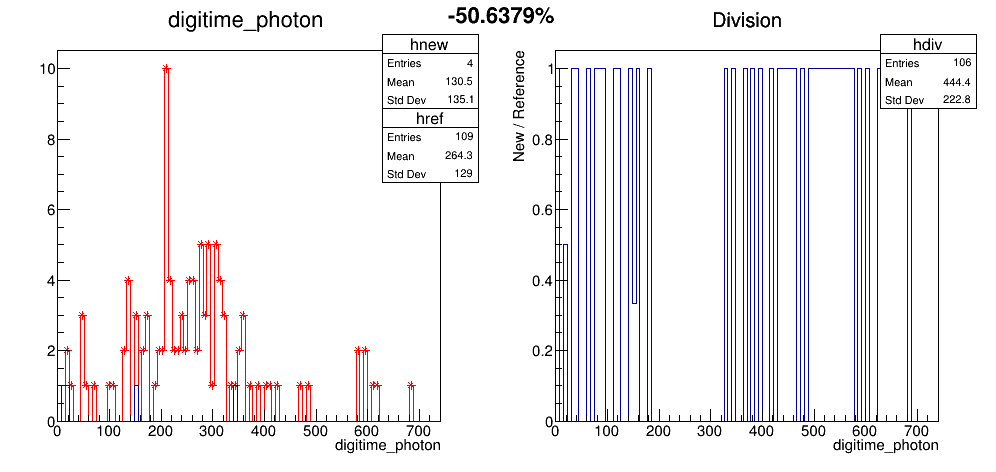 -50.6379%
digitime_photon
hnew
Entries 4
Mean 130.5
Std Dev 135.1
href
Entries 109
Mean 264.3
Std Dev 129
10
8
6
4
2
0
0 100 200 300 400 500 600 700
digitime_photon
Division
hdiv
Entries 106
Mean 444.4
Std Dev 222.8
New / Reference
1
0.8
0.6
0.4
0.2
0
0 100 200 300 400 500 600 700
digitime_photon